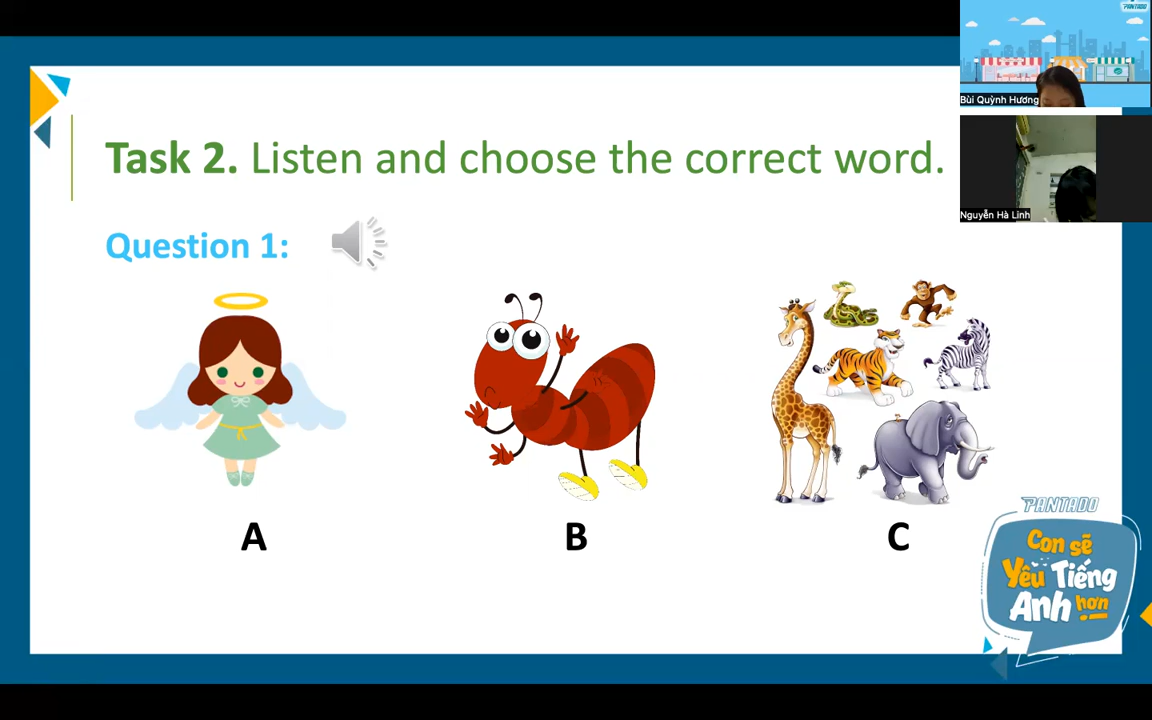 PANTADO
Bùi Quỳnh Hương
Nguyễn Hà Linh
Task 2. Listen and choose the correct word.
Question 1:
A
B
C
PANTADO
Con sẽ
Yêu Tiếng
Anh hơn